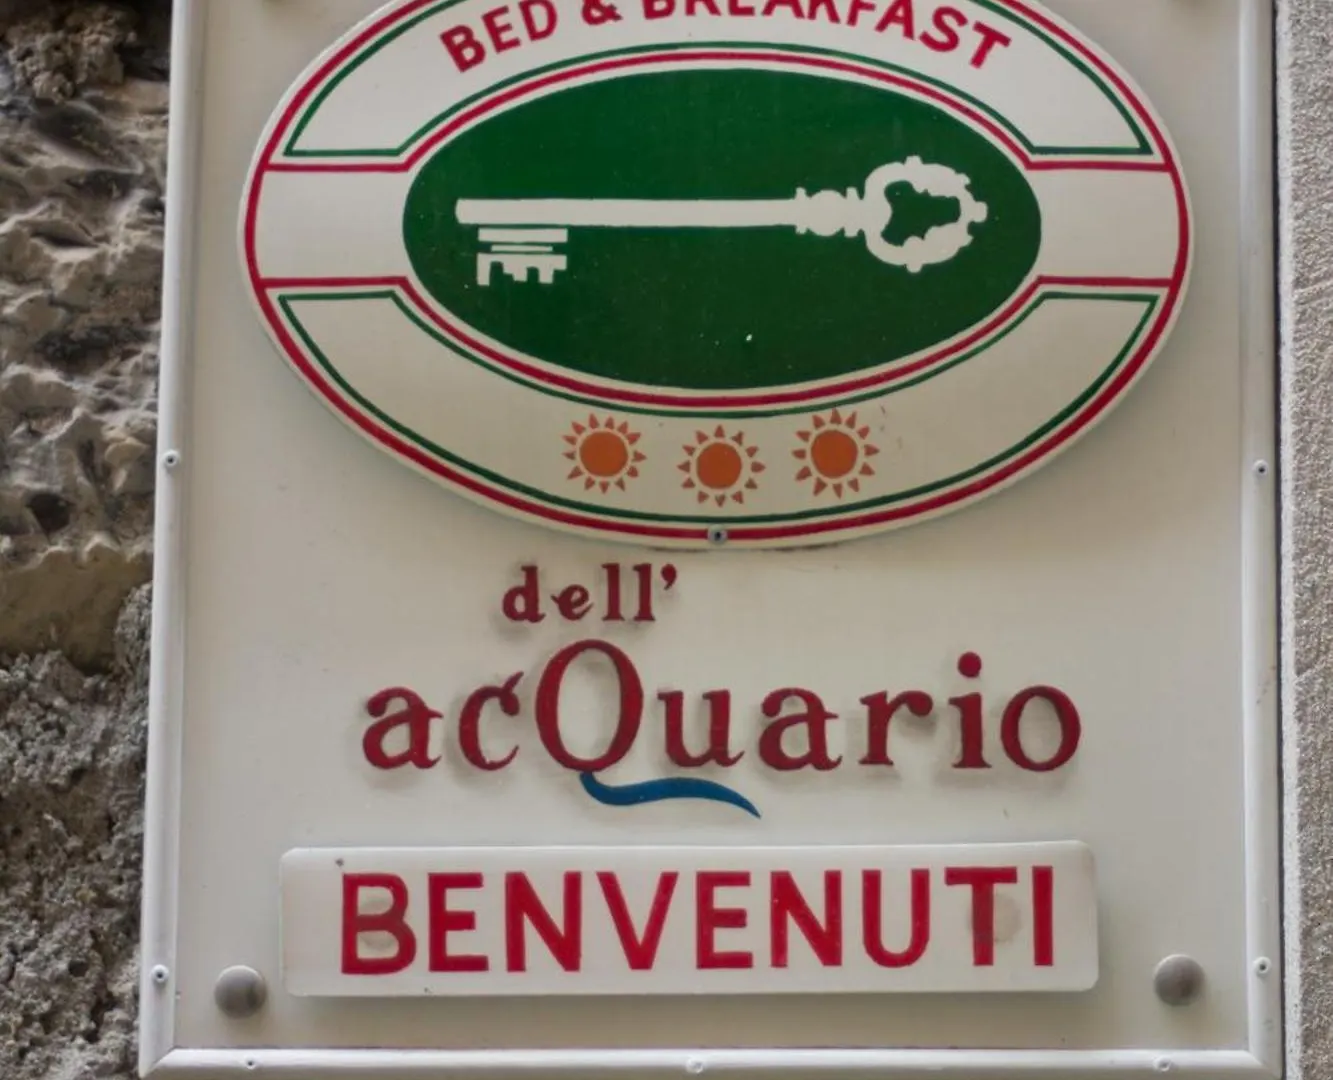 BED & BREAKFAST
dell'
acQuario
BENVENUTI